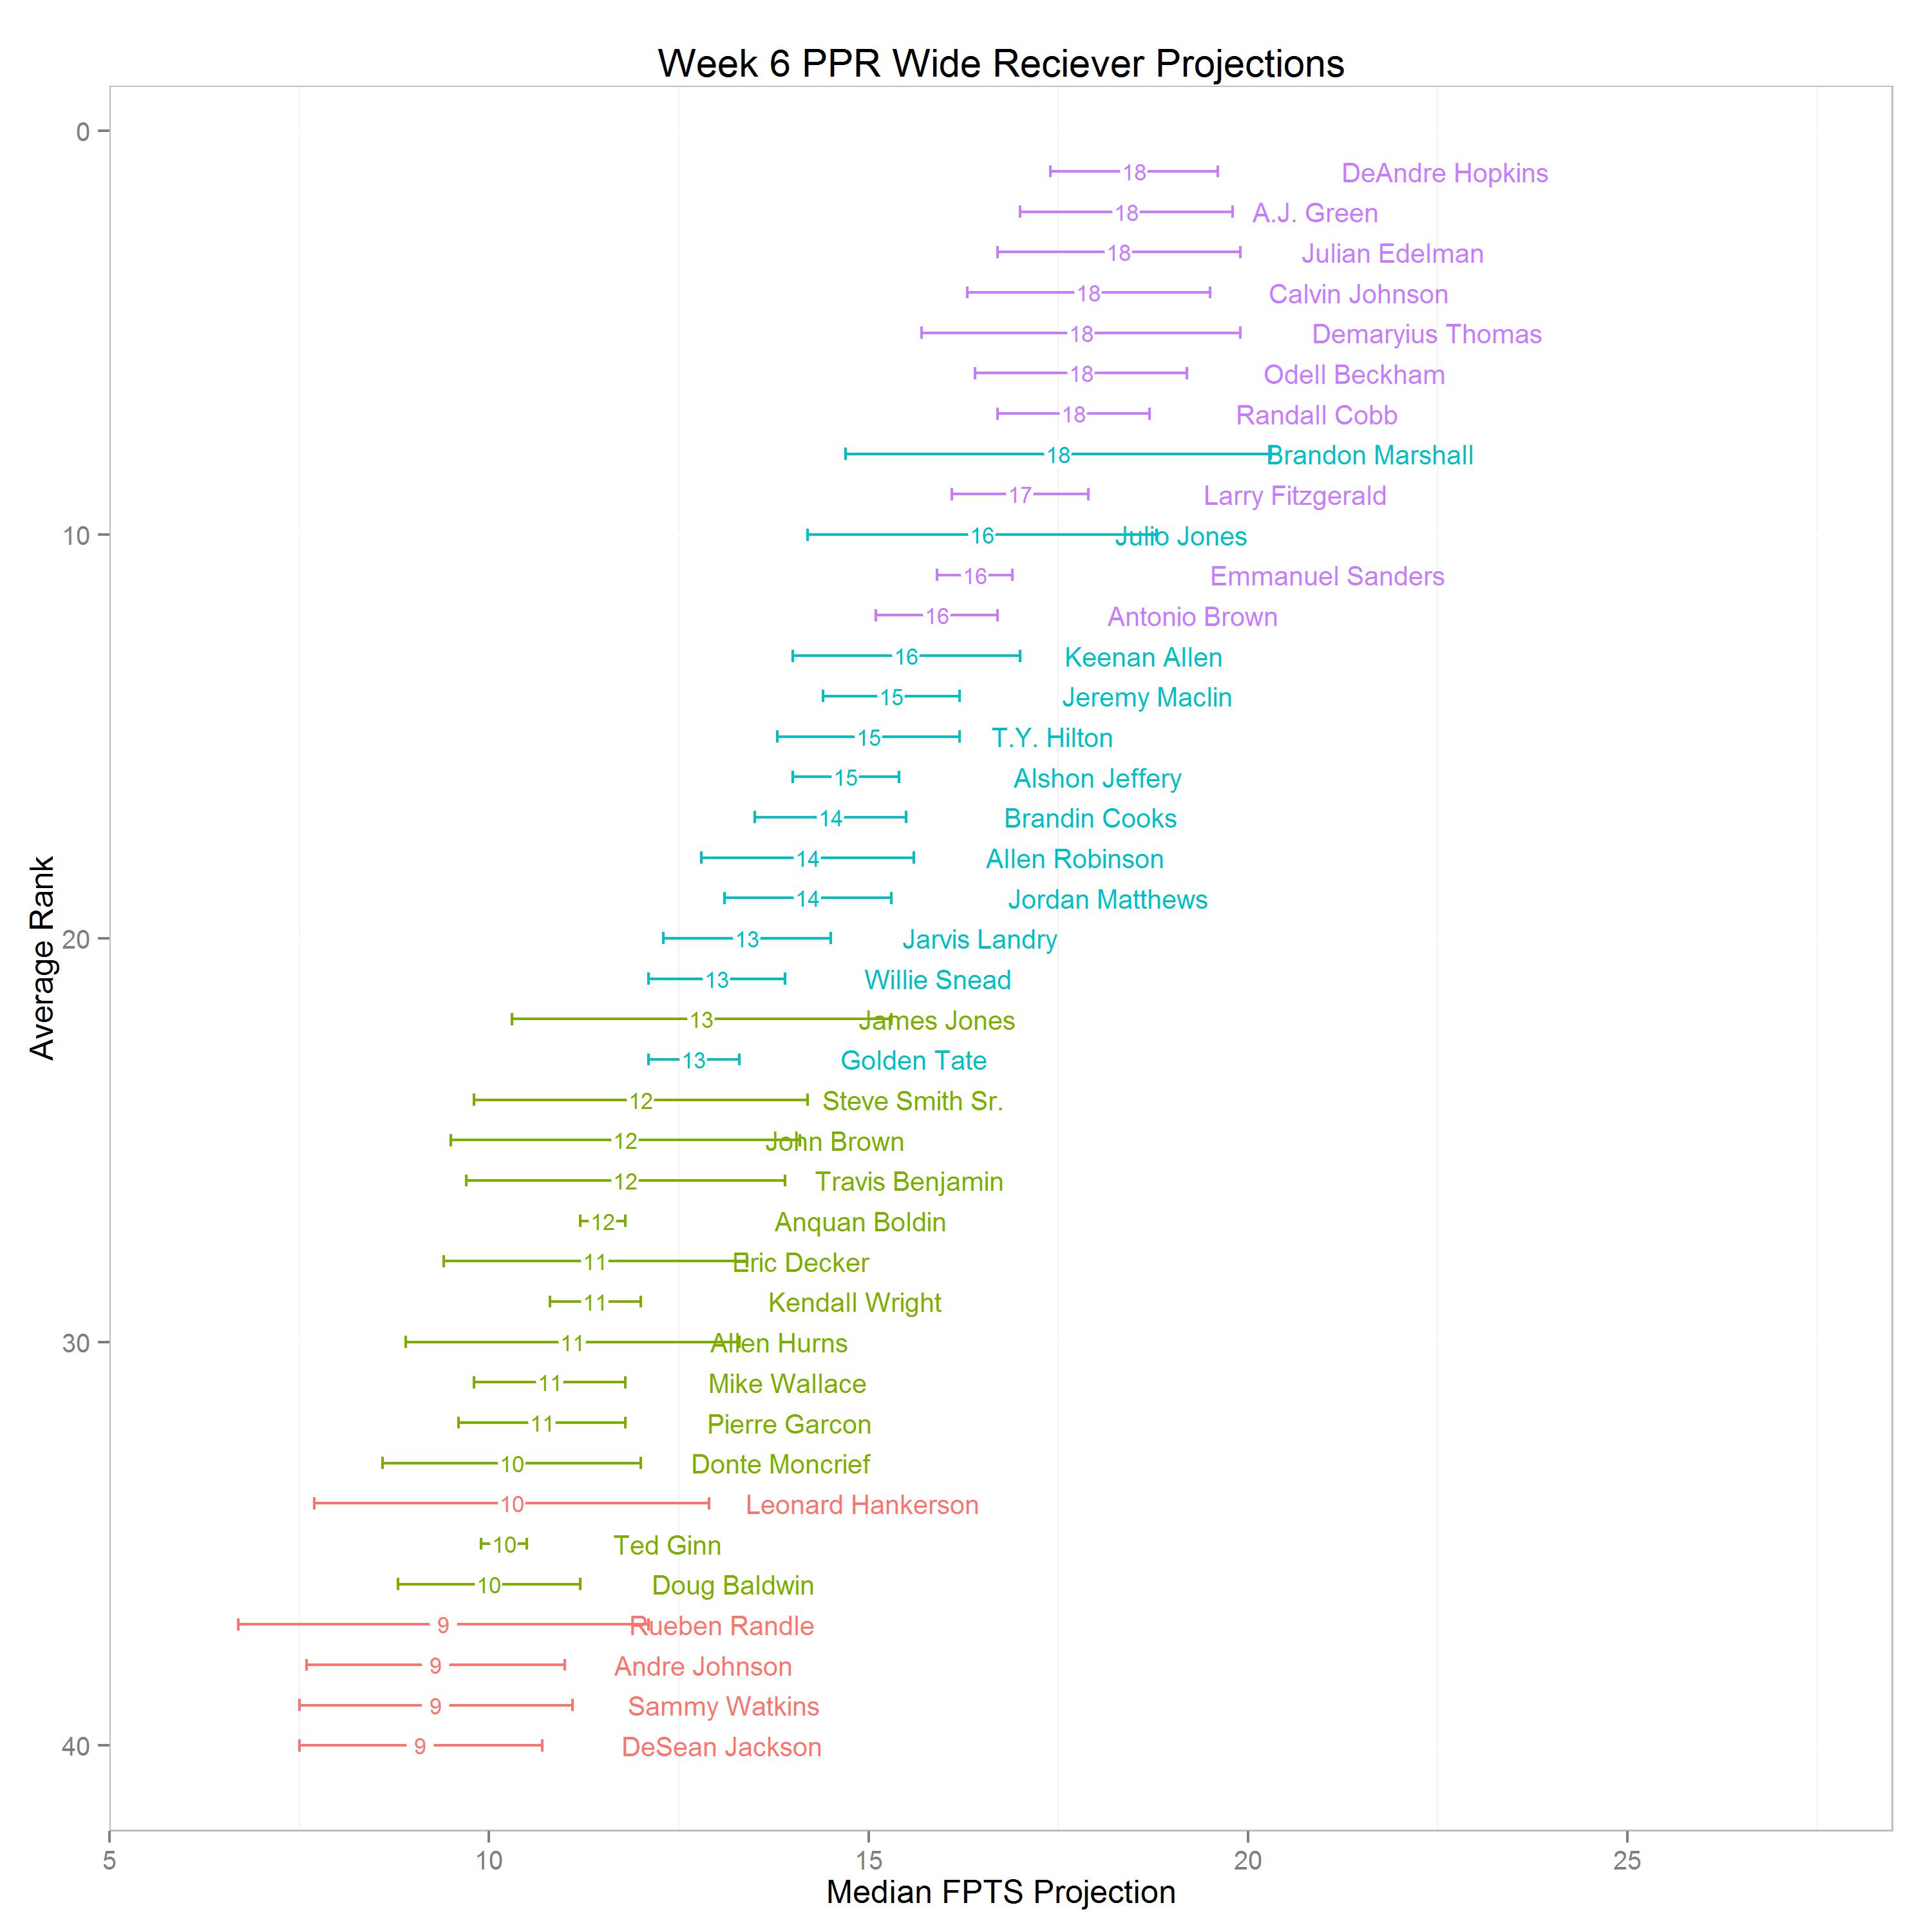 Week 6 PPR Wide Reciever Projections
0
18 DeAndre Hopkins
18 A.J. Green
18 Julian Edelman
18 Calvin Johnson
18 Demaryius Thomas
18 Odell Beckham
18 Randall Cobb
18 Brandon Marshall
17 Larry Fitzgerald
10 16 Julio Jones
16 Emmanuel Sanders
16 Antonio Brown
16 Keenan Allen
15 Jeremy Maclin
15 T.Y. Hilton
15 Alshon Jeffery
14 Brandin Cooks
14 Allen Robinson
14 Jordan Matthews
20 13 Jarvis Landry
13 Willie Snead
13 James Jones
13 Golden Tate
12 Steve Smith Sr.
12 John Brown
12 Travis Benjamin
12 Anquan Boldin
11 Eric Decker
11 Kendall Wright
30 11 Allen Hurns
11 Mike Wallace
11 Pierre Garcon
10 Donte Moncrief
10 Leonard Hankerson
10 Ted Ginn
10 Doug Baldwin
9 Rueben Randle
9 Andre Johnson
9 Sammy Watkins
40 9 DeSean Jackson
Average Rank
5 10 15 20 25
Median FPTS Projection